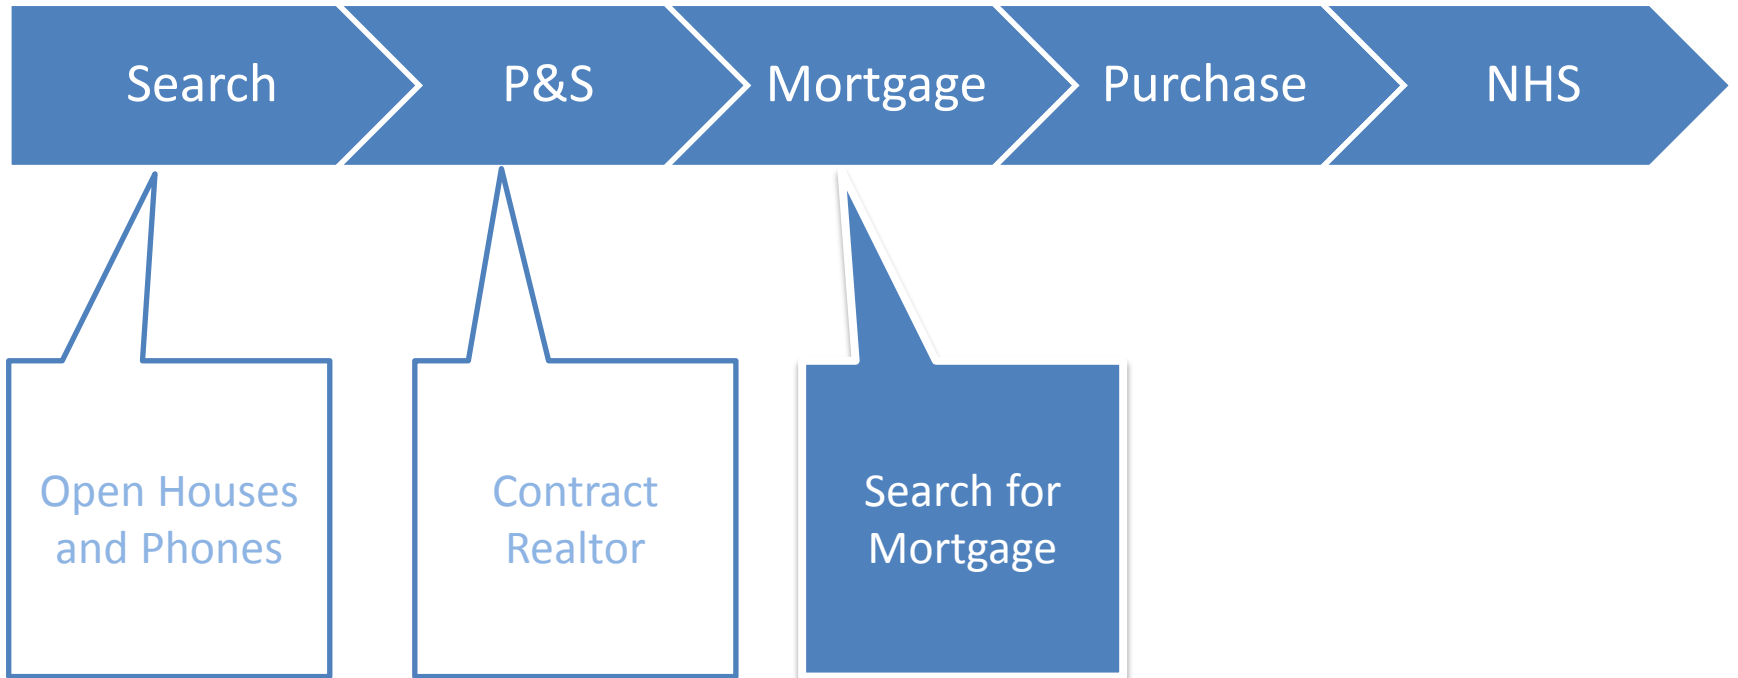 Search
P&S
Mortgage
Purchase
NHS
Open Houses
and Phones
Contract
Realtor
Search for
Mortgage